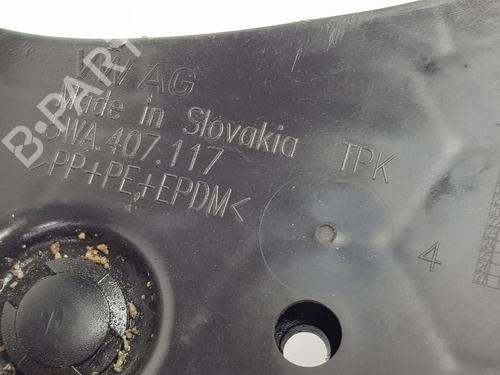 VW AG
Made in Slovakia
5WA.407.117 TPK
>PP+PE+EPDM<
4
B-PARTS